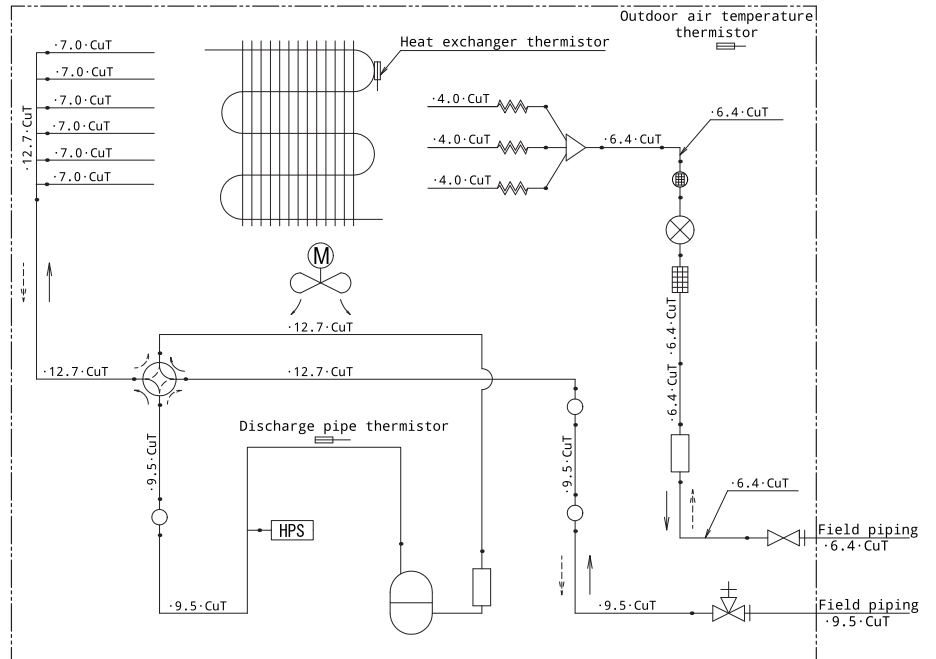 Outdoor air temperature
thermistor
·7.0·CuT
Heat exchanger thermistor
·7.0·CuT
·7.0·CuT
·7.0·CuT
·7.0·CuT
·7.0·CuT
·12.7·CuT
·4.0·CuT
·4.0·CuT
·4.0·CuT
·6.4·CuT
·6.4·CuT
M
·12.7·CuT
·6.4·CuT
·12.7·CuT
·12.7·CuT
·6.4·CuT
Discharge pipe thermistor
·9.5·CuT
·9.5·CuT
·6.4·CuT
HPS
Field piping
·6.4·CuT
·9.5·CuT
·9.5·CuT
Field piping
·9.5·CuT